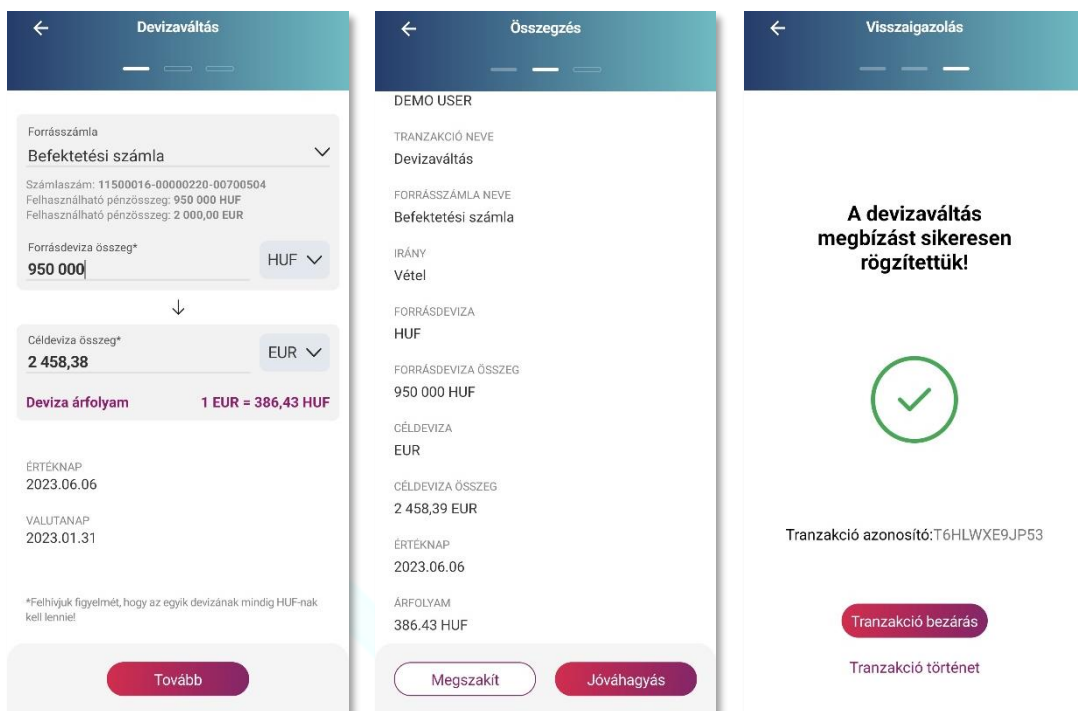 Devizaváltás
Forrásszámla
Befektetési számla
Számlaszám: 11500016-00000220-00700504
Felhasználható pénzösszeg: 950 000 HUF
Felhasználható pénzösszeg: 2 000,00 EUR
Forrásdeviza összeg*
950 000
HUF
Céldeviza összeg*
2 458,38
EUR
Deviza árfolyam
1 EUR = 386,43 HUF
ÉRTÉKNAP
2023.06.06
VALUTANAP
2023.01.31
*Felhívjuk figyelmét, hogy az egyik devizának mindig HUF-nak
kell lennie!
Tovább
Összegzés
DEMO USER
TRANZAKCIÓ NEVE
Devizaváltás
FORRÁSSZÁMLA NEVE
Befektetési számla
IRÁNY
Vétel
FORRÁSDEVIZA
HUF
FORRÁSDEVIZA ÖSSZEG
950 000 HUF
CÉLDEVIZA
EUR
CÉLDEVIZA ÖSSZEG
2 458,39 EUR
ÉRTÉKNAP
2023.06.06
ÁRFOLYAM
386.43 HUF
Megszakít
Jóváhagyás
Visszaigazolás
A devizaváltás
megbízást sikeresen
rögzítettük!
Tranzakció azonosító:T6HLWXE9JP53
Tranzakció bezárás
Tranzakció történet